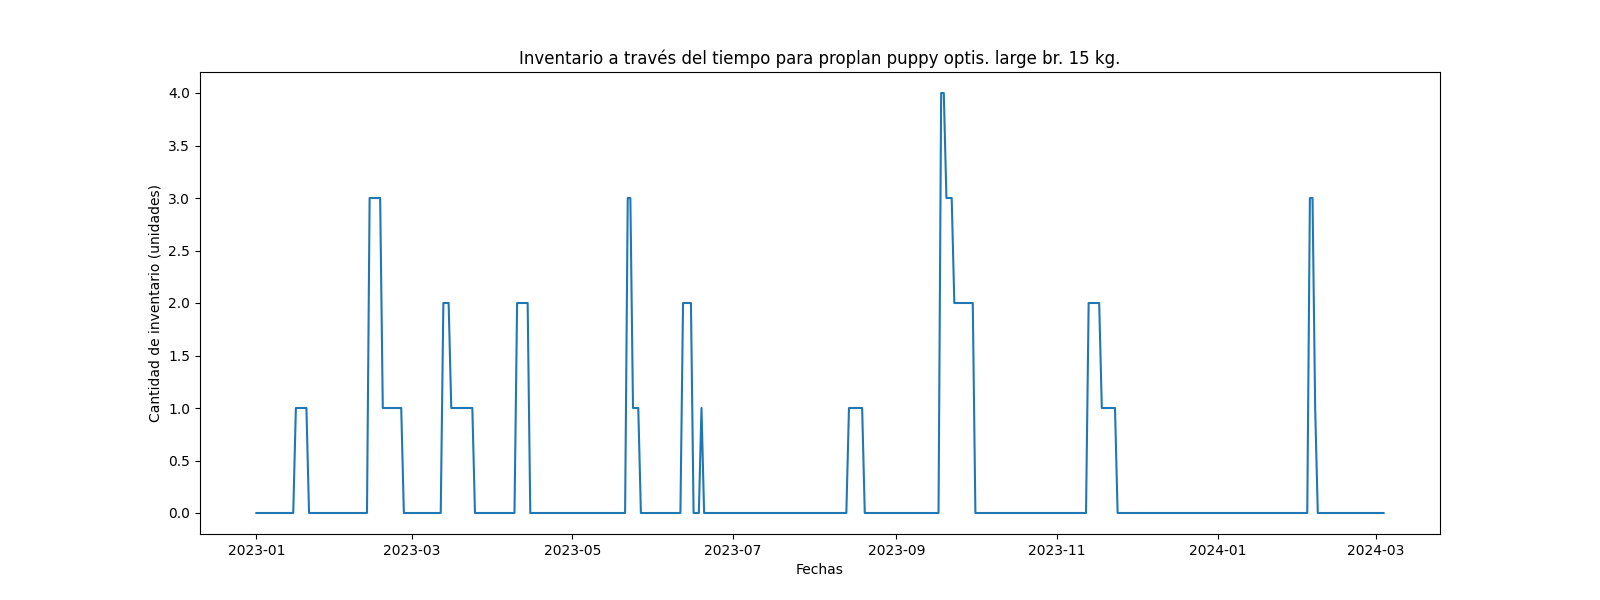 Inventario a través del tiempo para proplan puppy optis. large br. 15 kg.
Cantidad de inventario (unidades)
4.0
3.5
3.0
2.5
2.0
1.5
1.0
0.5
0.0
2023-01 2023-03 2023-05 2023-07 2023-09 2023-11 2024-01 2024-03
Fechas